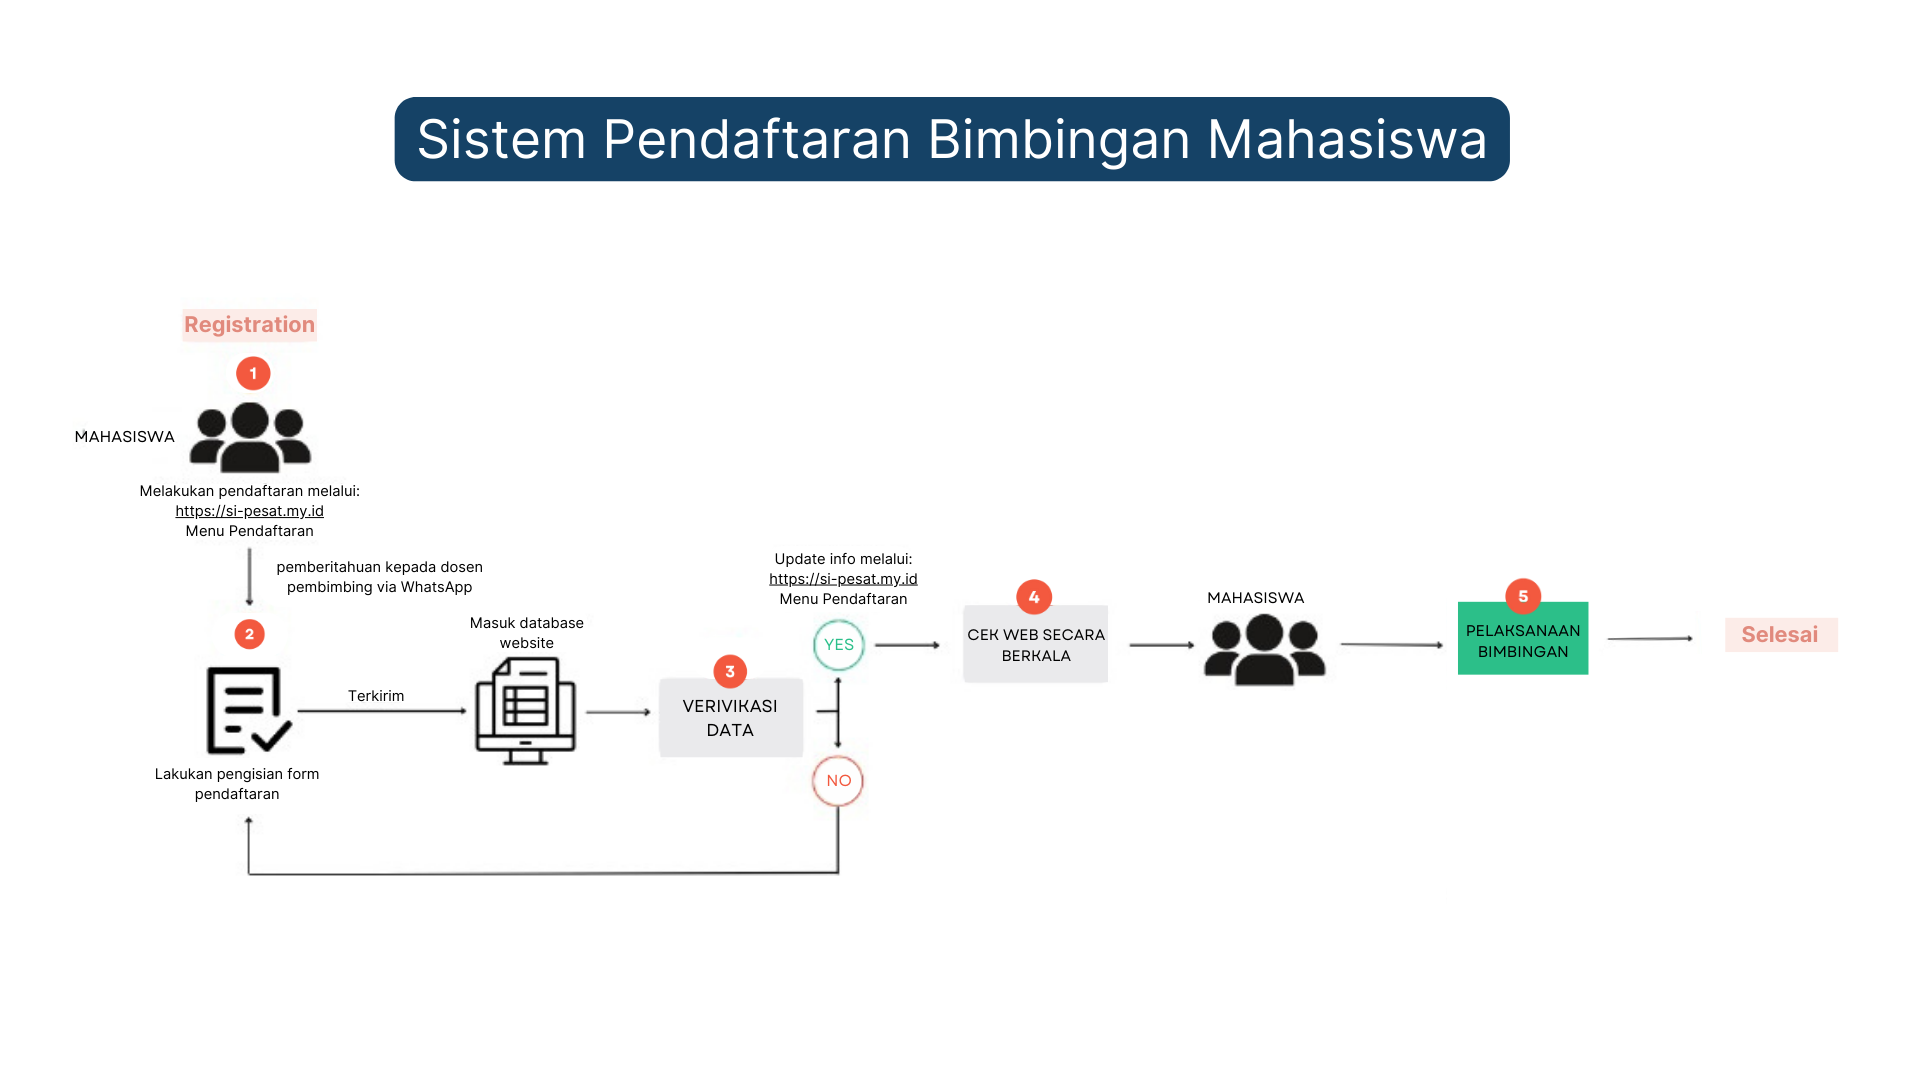 Sistem Pendaftaran Bimbingan Mahasiswa
Registration
1
MAHASISWA
Melakukan pendaftaran melalui:
https://si-pesat.my.id
Menu Pendaftaran
pemberitahuan kepada dosen
pembimbing via WhatsApp
2
Lakukan pengisian form
pendaftaran
Terkirim
Masuk database
website
3
VERIVIKASI
DATA
Update info melalui:
https://si-pesat.my.id
Menu Pendaftaran
YES
NO
4
CEK WEB SECARA
BERKALA
MAHASISWA
5
PELAKSANAAN
BIMBINGAN
Selesai